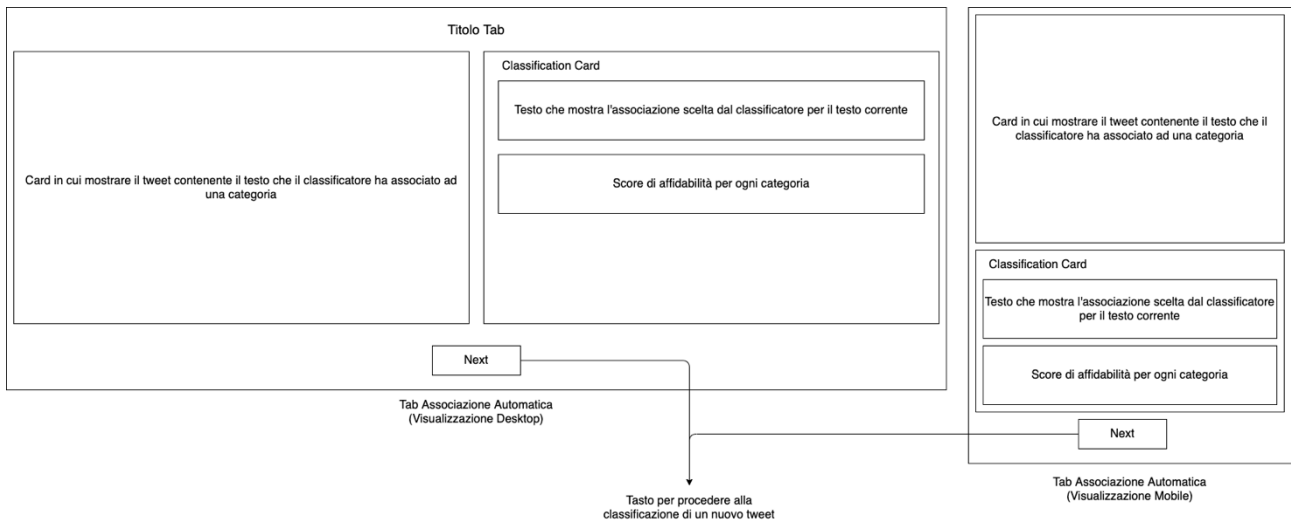 Titolo Tab
Card in cui mostrare il tweet contenente il testo che il classificatore ha associato ad
una categoria
Classification Card
Testo che mostra l'associazione scelta dal classificatore per il testo corrente
Score di affidabilità per ogni categoria
Next
Tab Associazione Automatica
(Visualizzazione Desktop)
Card in cui mostrare il tweet contenente il testo che il
classificatore ha associato ad una categoria
Classification Card
Testo che mostra l'associazione scelta dal classificatore
per il testo corrente
Score di affidabilità per ogni categoria
Next
Tab Associazione Automatica
(Visualizzazione Mobile)
Tasto per procedere alla
classificazione di un nuovo tweet